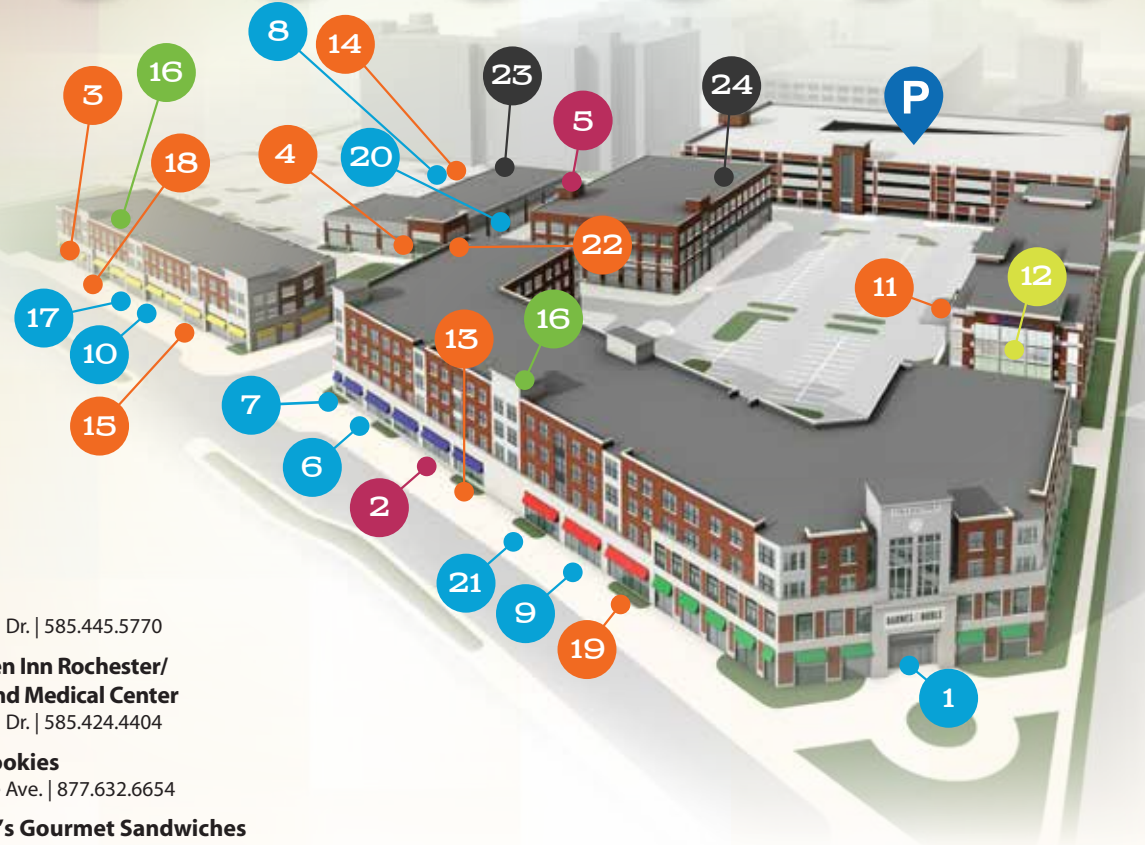 8
14
16
23
3
24
P
5
4
20
18
22
12
11
17
16
13
10
7
15
6
2
21
9
19
1
BARNES & NOBLE
Dr. | 585.445.5770
en Inn Rochester/
nd Medical Center
Dr. | 585.424.4404
ookies
Ave. | 877.632.6654
's Gourmet Sandwiches